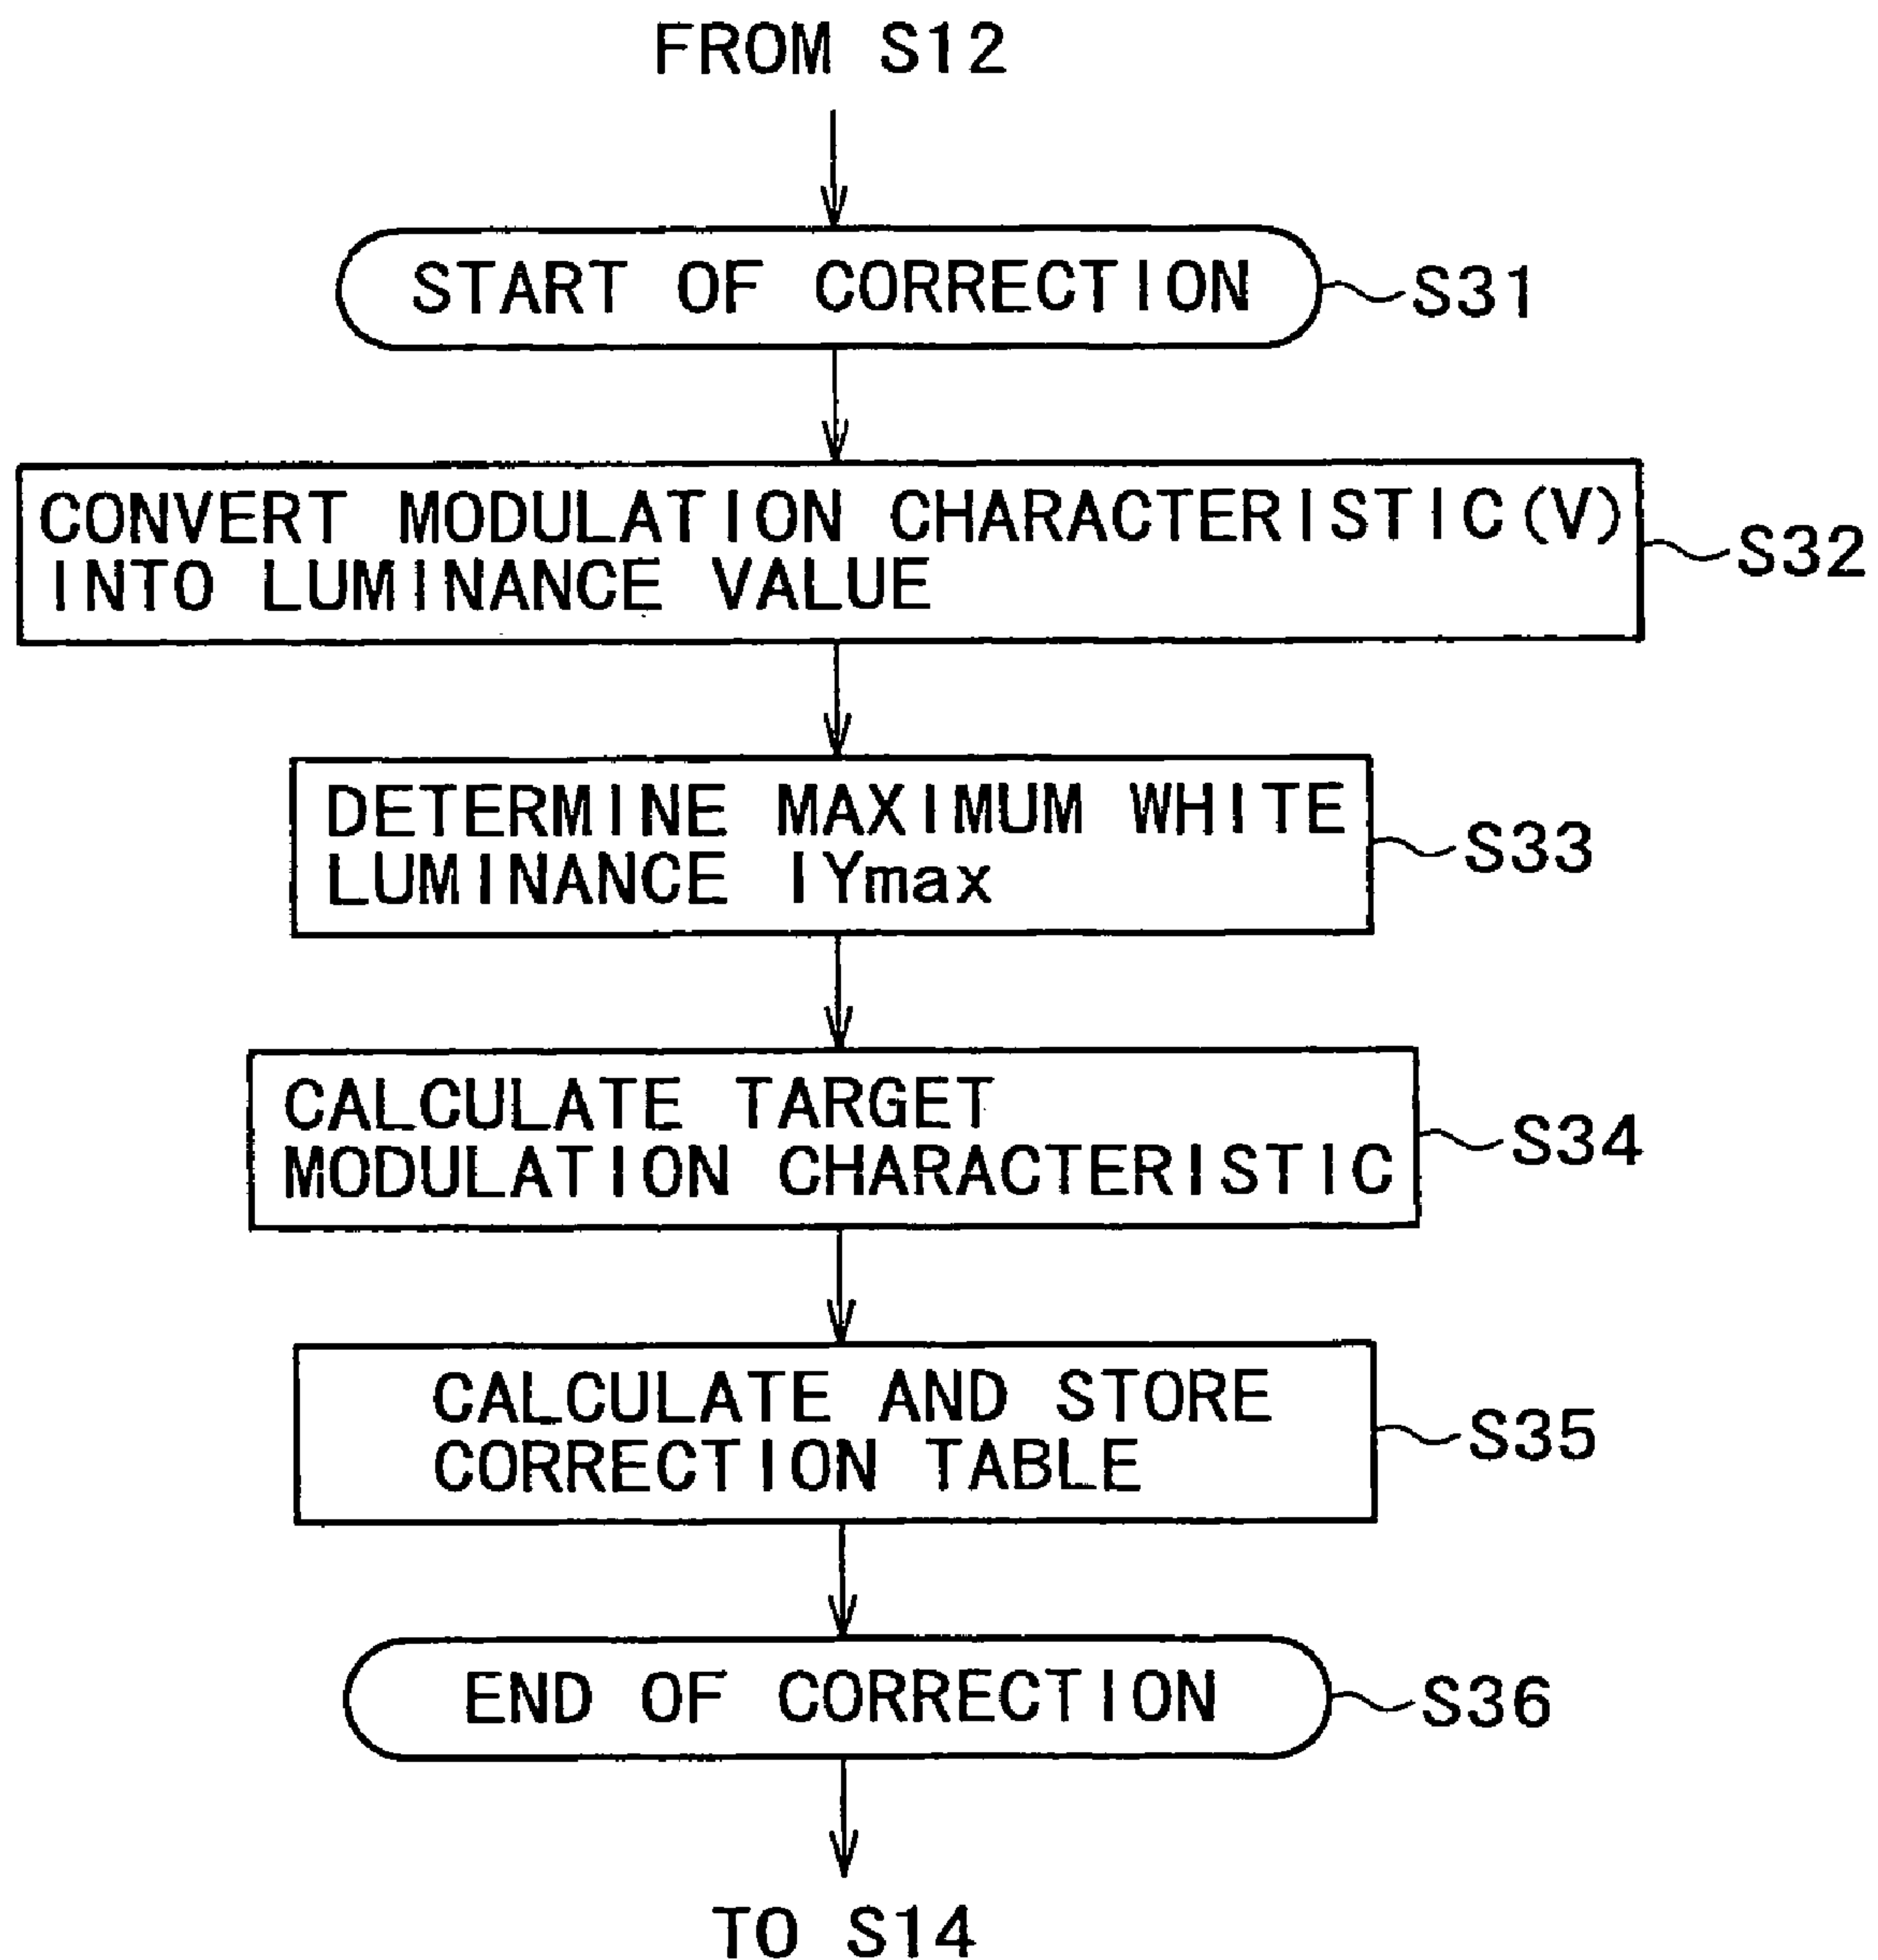 FROM S12
START OF CORRECTION
S31
CONVERT MODULATION CHARACTERISTIC(V)
INTO LUMINANCE VALUE
S32
DETERMINE MAXIMUM WHITE
LUMINANCE IYmax
S33
CALCULATE TARGET
MODULATION CHARACTERISTIC
S34
CALCULATE AND STORE
CORRECTION TABLE
S35
END OF CORRECTION
S36
TO S14